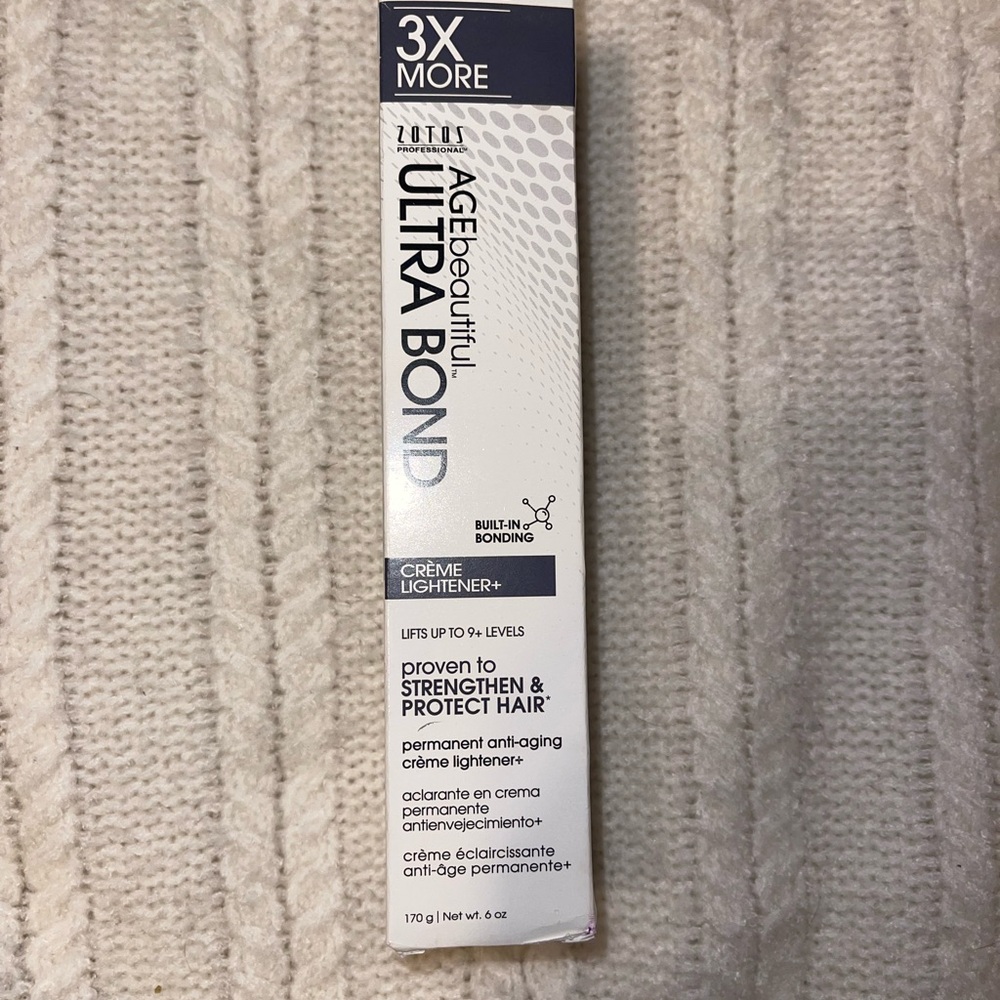 3X
MORE
ZOTOS
PROFESSIONAL™
AGEbeautiful™
ULTRA BOND
BUILT-IN
BONDING
CRÈME
LIGHTENER+
LIFTS UP TO 9+ LEVELS
proven to
STRENGTHEN &
PROTECT HAIR*
permanent anti-aging
crème lightener+
aclarante en crema
permanente
antienvejecimiento+
crème éclaircissante
anti-âge permanente+
170 g | Net wt. 6 oz